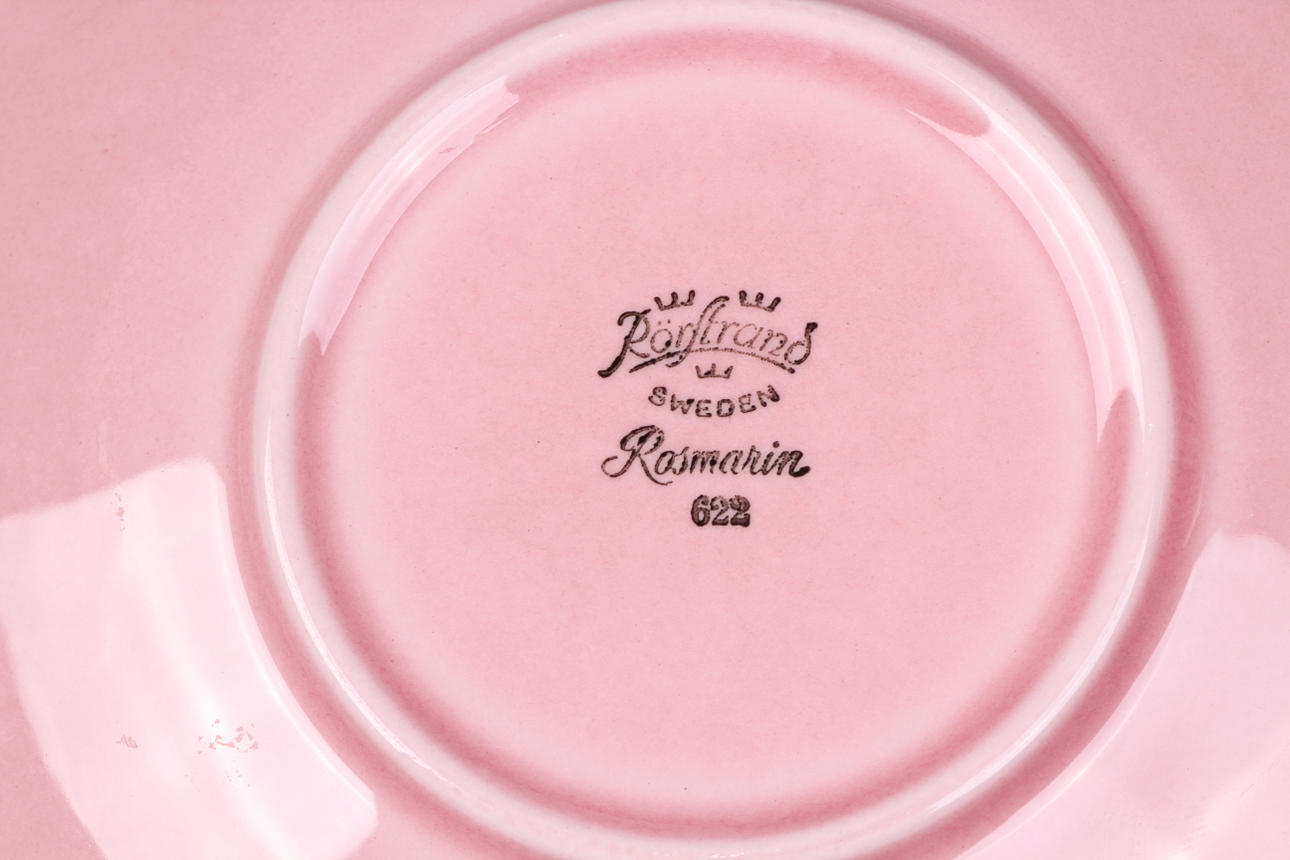 Rörstrand
SWEDEN
Rosmarin
622